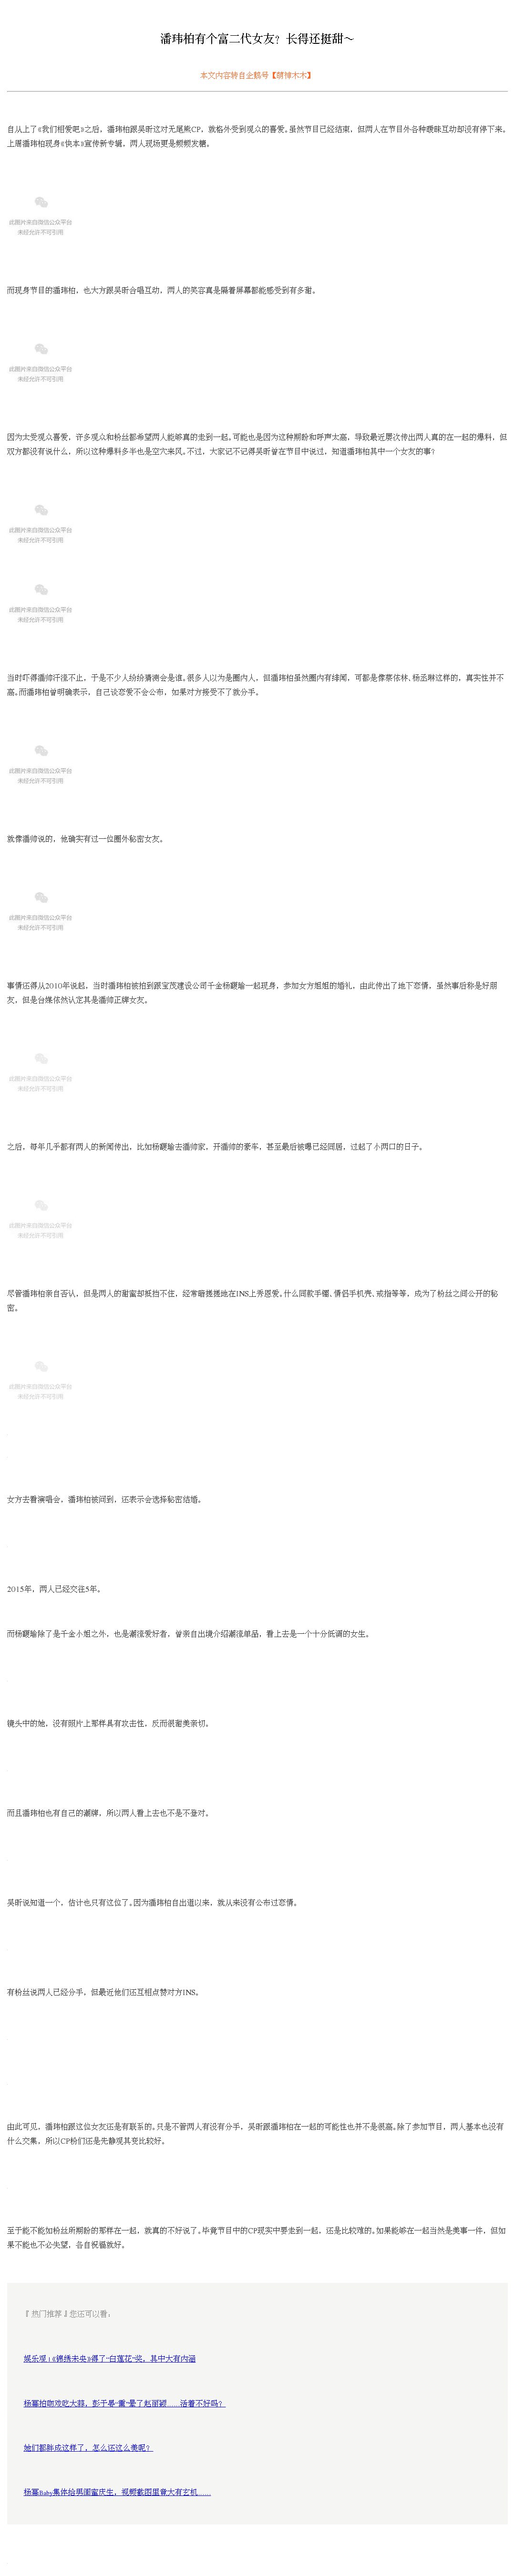 潘玮柏有个富二代女友？长得还挺甜～
本文内容转自企鹅号【萌悼木木】
自从上了《我们相爱吧》之后，潘玮柏跟吴昕这对无尾熊CP，就格外受到观众的喜爱。虽然节目已经结束，但两人在节目外各种暧昧互动却没有停下来。
上周潘玮柏现身《快本》宣传新专辑，两人现场更是频频发糖。
此图片来自微信公众平台
未经允许不可引用
而现身节目的潘玮柏，也大方跟吴昕合唱互动，两人的笑容真是隔着屏幕都能感受到有多甜。
此图片来自微信公众平台
未经允许不可引用
因为太受观众喜爱，许多观众和粉丝都希望两人能够真的走到一起。可能也是因为这种期盼和呼声太高，导致最近屡次传出两人真的在一起的爆料，但
双方都没有说什么，所以这种爆料多半也是空穴来风。不过，大家记不记得吴昕曾在节目中说过，知道潘玮柏其中一个女友的事？
此图片来自微信公众平台
未经允许不可引用
此图片来自微信公众平台
未经允许不可引用
当时吓得潘帅汗流不止，于是不少人纷纷猜测会是谁。很多人以为是圈内人，但潘玮柏虽然圈内有绯闻，可都是像蔡依林、杨丞琳这样的，真实性并不
高。而潘玮柏曾明确表示，自己谈恋爱不会公布，如果对方接受不了就分手。
此图片来自微信公众平台
未经允许不可引用
就像潘帅说的，他确实有过一位圈外秘密女友。
此图片来自微信公众平台
未经允许不可引用
事情还得从2010年说起，当时潘玮柏被拍到跟宝茂建设公司千金杨瑷瑜一起现身，参加女方姐姐的婚礼，由此传出了地下恋情，虽然事后称是好朋
友，但是台媒依然认定其是潘帅正牌女友。
此图片来自微信公众平台
未经允许不可引用
之后，每年几乎都有两人的新闻传出，比如杨瑷瑜去潘帅家，开潘帅的豪车，甚至最后被曝已经同居，过起了小两口的日子。
此图片来自微信公众平台
未经允许不可引用
尽管潘玮柏亲自否认，但是两人的甜蜜却抵挡不住，经常暗搓搓地在INS上秀恩爱。什么同款手镯、情侣手机壳、戒指等等，成为了粉丝之间公开的秘
密。
此图片来自微信公众平台
未经允许不可引用
女方去看演唱会，潘玮柏被问到，还表示会选择秘密结婚。
2015年，两人已经交往5年。
而杨瑷瑜除了是千金小姐之外，也是潮流爱好者，曾亲自出境介绍潮流单品，看上去是一个十分低调的女生。
镜头中的她，没有照片上那样具有攻击性，反而很甜美亲切。
而且潘玮柏也有自己的潮牌，所以两人看上去也不是不登对。
吴昕说知道一个，估计也只有这位了。因为潘玮柏自出道以来，就从来没有公布过恋情。
有粉丝说两人已经分手，但最近他们还互相点赞对方INS。
由此可见，潘玮柏跟这位女友还是有联系的。只是不管两人有没有分手，吴昕跟潘玮柏在一起的可能性也并不是很高。除了参加节目，两人基本也没有
什么交集，所以CP粉们还是先静观其变比较好。
至于能不能如粉丝所期盼的那样在一起，就真的不好说了。毕竟节目中的CP现实中要走到一起，还是比较难的。如果能够在一起当然是美事一件，但如
果不能也不必失望，各自祝福就好。
『热门推荐』您还可以看：
娱乐观 | 《锦绣未央》得了“白莲花”奖，其中大有内涵
杨幂拍吻戏吃大蒜，彭于晏“熏”晕了赵丽颖……活着不好吗？
她们都胖成这样了，怎么还这么美呢？
杨幂Baby集体给男闺蜜庆生，视频截图里竟大有玄机……